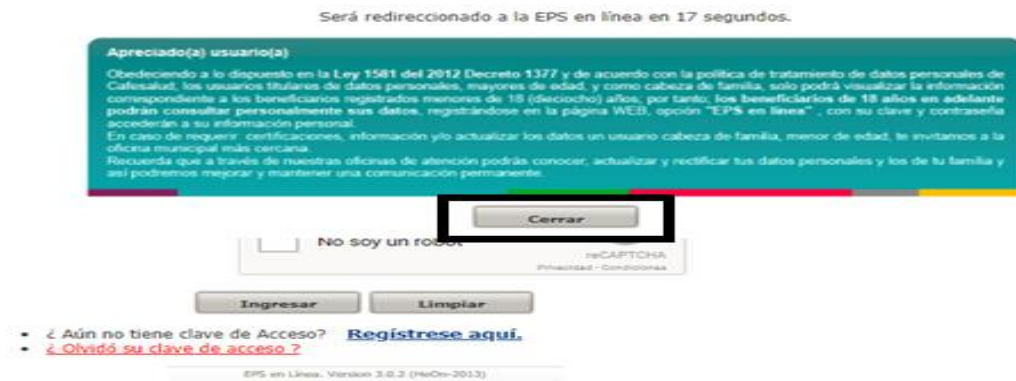 Será redireccionado a la EPS en línea en 17 segundos.
Apreciado(a) usuario(a)
Obedeciendo a lo dispuesto en la Ley 1581 del 2012 Decreto 1377 y de acuerdo con la política de tratamiento de datos personales de
Cafesalud, los usuarios titulares de datos personales, mayores de edad, y como cabeza de familia, solo podrá visualizar la información
correspondiente a los beneficiarios registrados menores de 18 (dieciocho) años, por tanto; los beneficiarios de 18 años en adelante
podrán consultar personalmente sus datos, registrándose en la página WEB, opción "EPS en línea" , con su clave y contraseña
accederán a su información personal.
En caso de requerir certificaciones, información y/o actualizar los datos un usuario cabeza de familia, menor de edad, te invitamos a la
oficina municipal más cercana.
Recuerda que a través de nuestras oficinas de atención podrás conocer, actualizar y rectificar tus datos personales y los de tu familia y
así podremos mejorar y mantener una comunicación permanente.
Cerrar
No soy un robot
reCAPTCHA
Privacidad - Condiciones
Ingresar Limpiar
• ¿ Aún no tiene clave de Acceso? Regístrese aquí.
• ¿ Olvidó su clave de acceso ?
EPS en Línea. Version 3.0.2 (HeOn-2013)